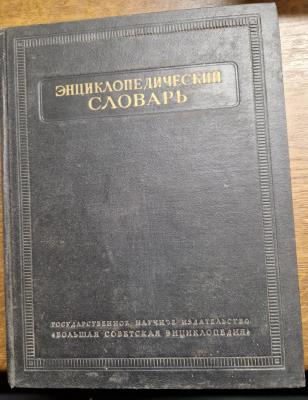 ЭНЦИКЛОПЕДИЧЕСКИЙ
СЛОВАРЬ
ГОСУДАРСТВЕННОЕ НАУЧНОЕ ИЗДАТЕЛЬСТВО
«БОЛЬШАЯ СОВЕТСКАЯ ЭНЦИКЛОПЕДИЯ»